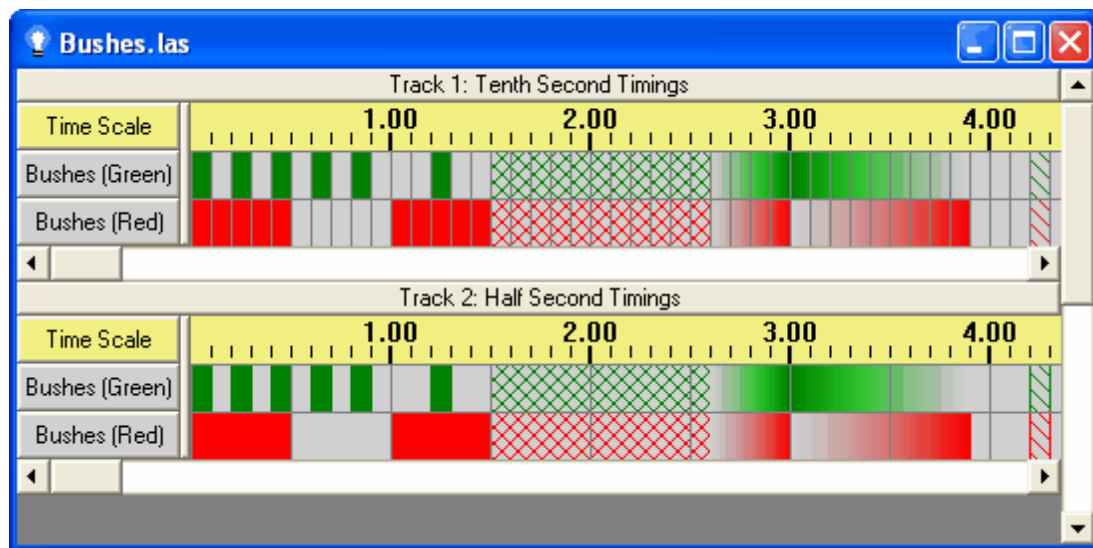 Bushes.las
Track 1: Tenth Second Timings
Time Scale 1.00 2.00 3.00 4.00
Bushes (Green)
Bushes (Red)
Track 2: Half Second Timings
Time Scale 1.00 2.00 3.00 4.00
Bushes (Green)
Bushes (Red)